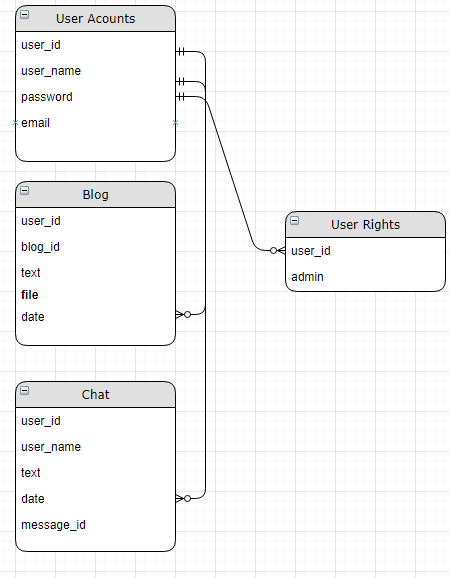 User Acounts
user_id
user_name
password
email
Blog
user_id
blog_id
text
file
date
User Rights
user_id
admin
Chat
user_id
user_name
text
date
message_id